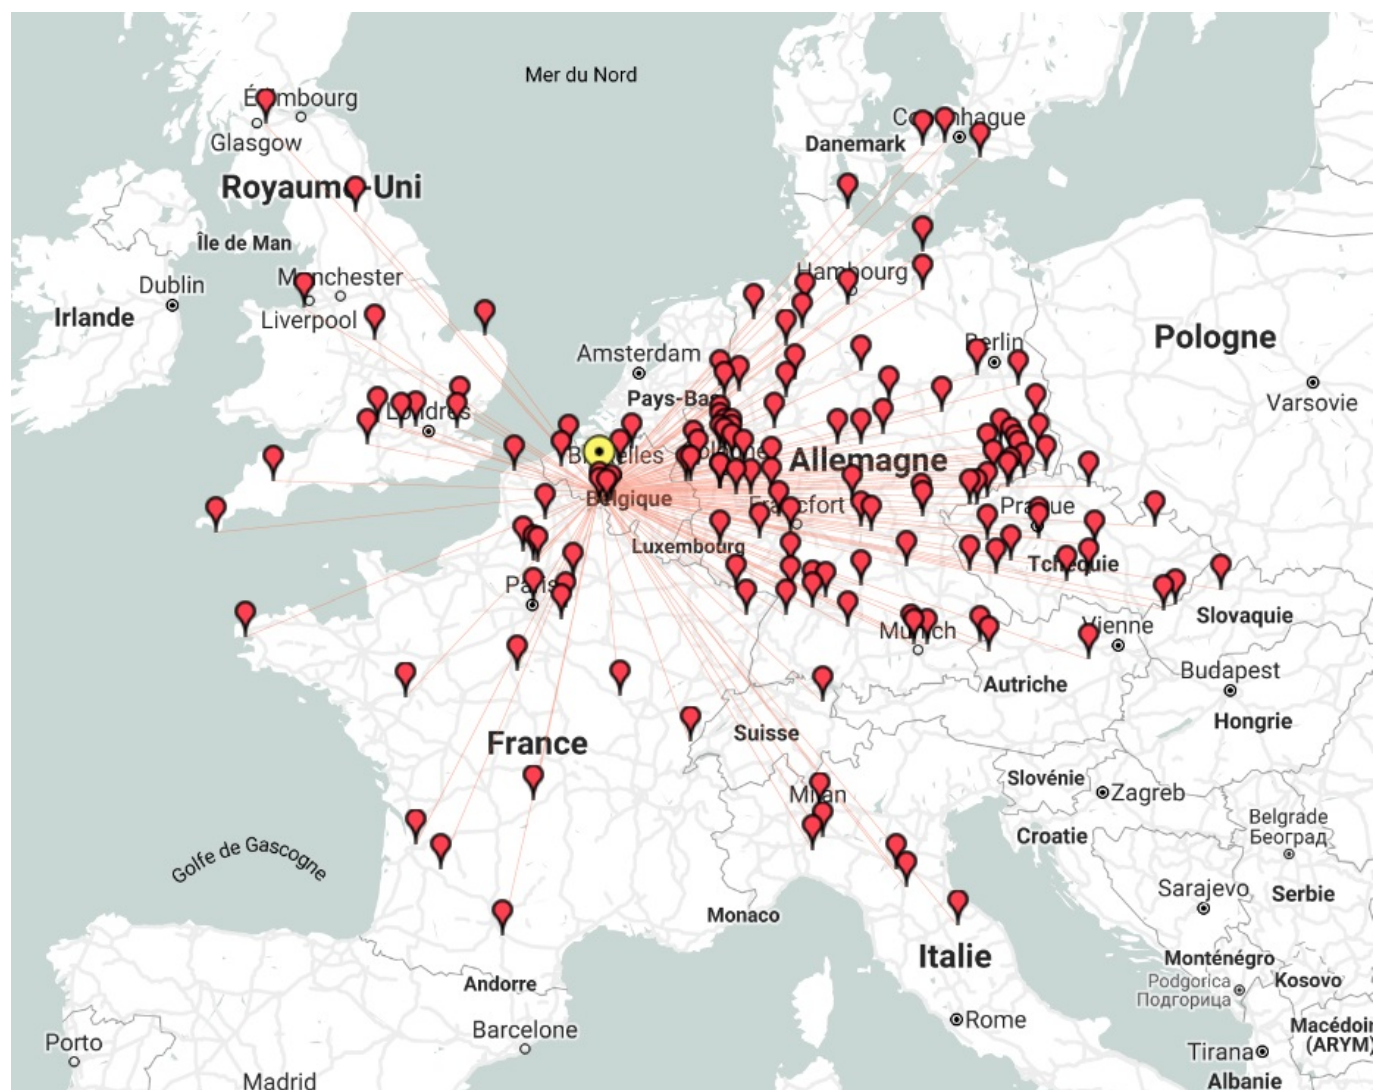 Mer du Nord
Édimbourg
Glasgow
Copenhague
Danemark
Royaume-Uni
Île de Man
Manchester
Hambourg
Dublin
Irlande
Liverpool
Berlin
Pologne
Amsterdam
Pays-Bas
Varsovie
Londres
Bruxelles
Cologne
Allemagne
Belgique
Francfort
Prague
Luxembourg
Tchéquie
Paris
Slovaquie
Munich
Vienne
Budapest
Autriche
Hongrie
Suisse
France
Slovénie
Milan
Zagreb
Belgrade
Београд
Croatie
Golfe de Gascogne
Sarajevo
Serbie
Monaco
Italie
Monténégro
Andorre
Podgorica
Подгорица
Kosovo
Rome
Barcelone
Macédoi
(ARYM)
Porto
Tirana
Madrid
Albanie